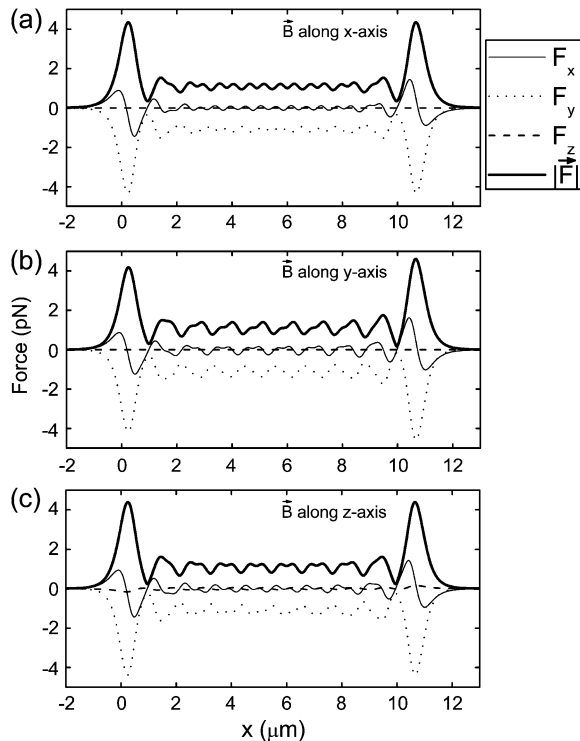 (a)
B⃗ along x-axis
4
2
0
-2
-4
-2 0 2 4 6 8 10 12
F_x
F_y
F_z
|F⃗|
(b)
B⃗ along y-axis
4
2
0
-2
-4
-2 0 2 4 6 8 10 12
Force (pN)
(c)
B⃗ along z-axis
4
2
0
-2
-4
-2 0 2 4 6 8 10 12
x (μm)